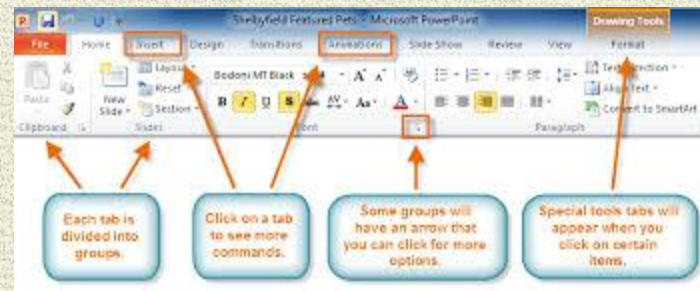 Shelbyfield Featured Pets - Microsoft PowerPoint
Drawing Tools
File Home Insert Design Transitions Animations Slide Show Review View Format
Paste
New
Slide
Layout
Reset
Section
Bodoni MT Black
B I U S abc AV Aa A
A A
Text Direction
Align Text
Convert to SmartArt
Clipboard Slides Font Paragraph
Each tab is
divided into
groups.
Click on a tab
to see more
commands.
Some groups will
have an arrow that
you can click for more
options.
Special tools tabs will
appear when you
click on certain
items.